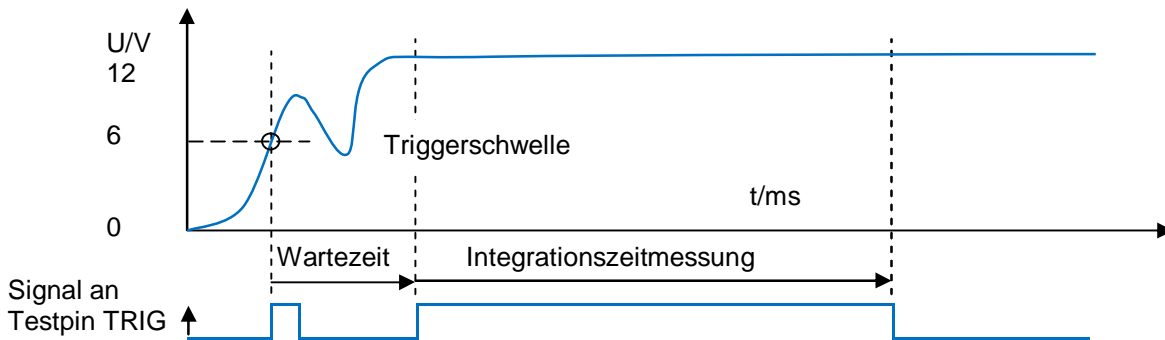 U/V
12
6
Triggerschwelle
t/ms
0
Wartezeit
Integrationszeitmessung
Signal an
Testpin TRIG